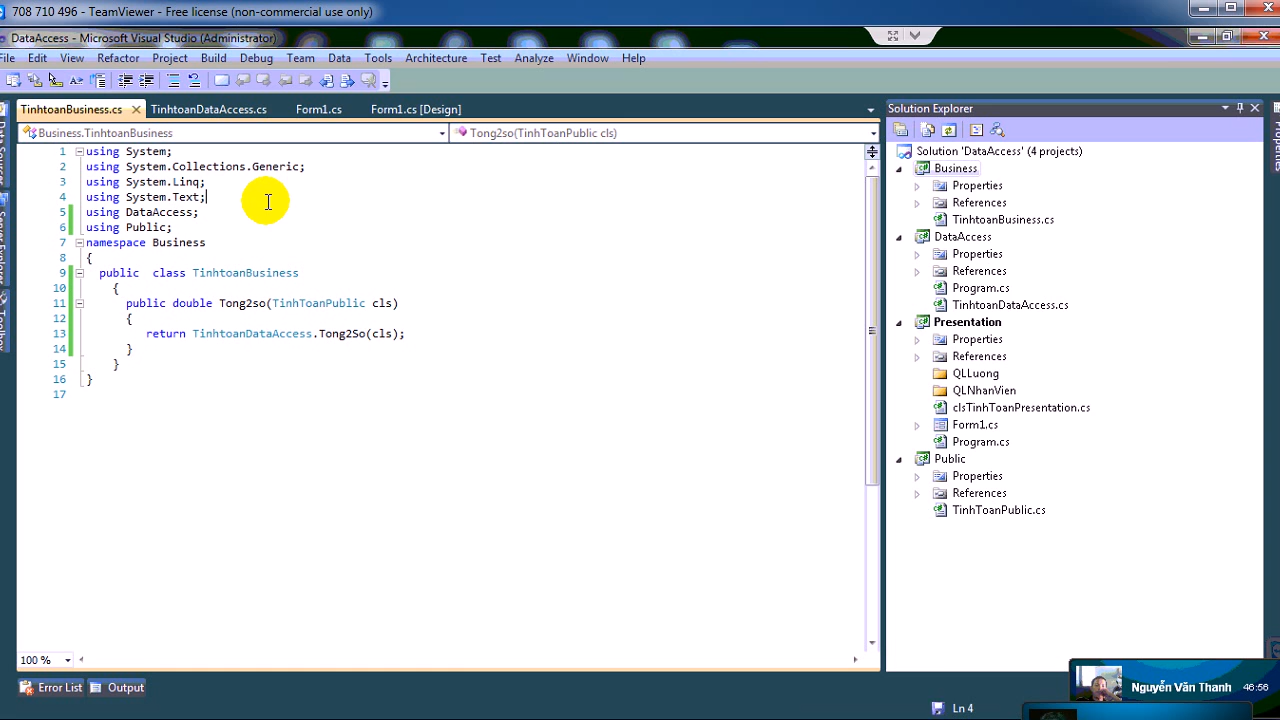 708 710 496 - TeamViewer - Free license (non-commercial use only)
DataAccess - Microsoft Visual Studio (Administrator)
File Edit View Refactor Project Build Debug Team Data Tools Architecture Test Analyze Window Help
TinhtoanBusiness.cs TinhtoanDataAccess.cs Form1.cs Form1.cs [Design]
Business.TinhtoanBusiness Tong2so(TinhToanPublic cls)
1 using System;
2 using System.Collections.Generic;
3 using System.Linq;
4 using System.Text;
5 using DataAccess;
6 using Public;
7 namespace Business
8 {
9 public class TinhtoanBusiness
10 {
11 public double Tong2so(TinhToanPublic cls)
12 {
13 return TinhtoanDataAccess.Tong2So(cls);
14 }
15 }
16 }
17
100 %
Error List Output
Ln 4
Solution Explorer
Solution 'DataAccess' (4 projects)
Business
Properties
References
TinhtoanBusiness.cs
DataAccess
Properties
References
Program.cs
TinhtoanDataAccess.cs
Presentation
Properties
References
QLLuong
QLNhanVien
clsTinhToanPresentation.cs
Form1.cs
Program.cs
Public
Properties
References
TinhToanPublic.cs
Nguyễn Văn Thanh 46:56